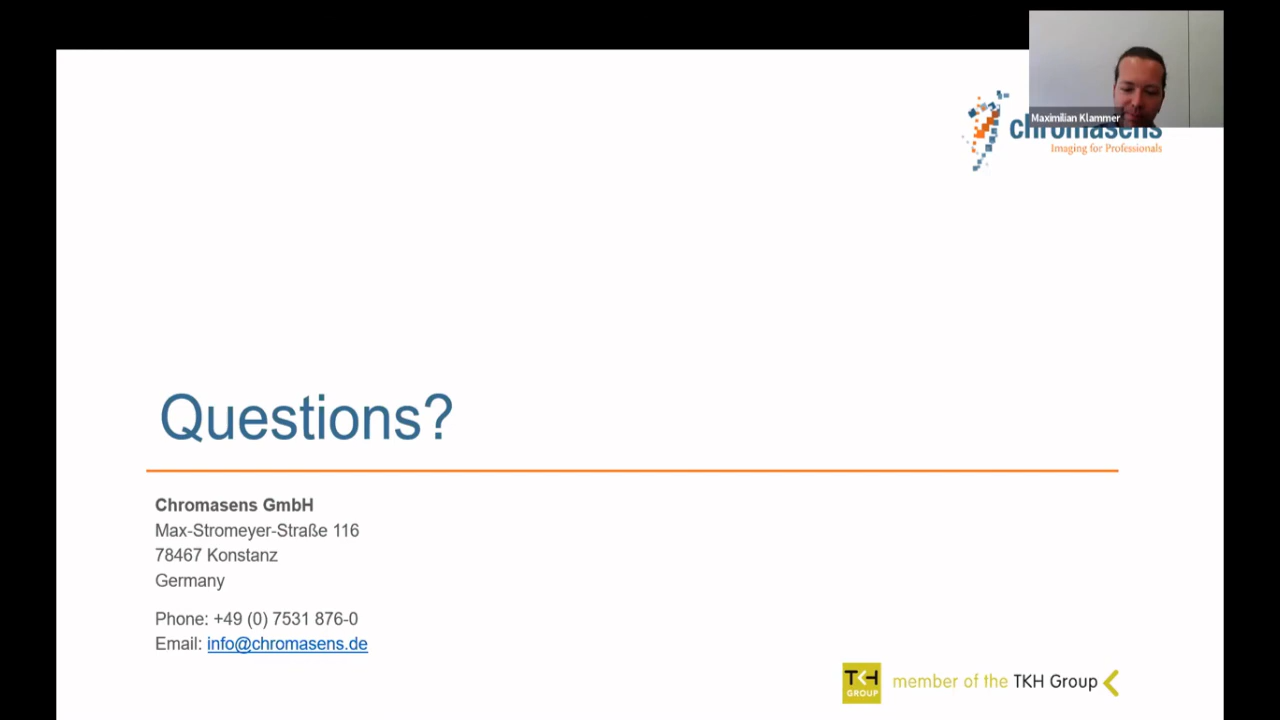 Maximilian Klammer
chromasens
Imaging for Professionals
Questions?
Chromasens GmbH
Max-Stromeyer-Straße 116
78467 Konstanz
Germany
Phone: +49 (0) 7531 876-0
Email: info@chromasens.de
TKH
GROUP
member of the TKH Group